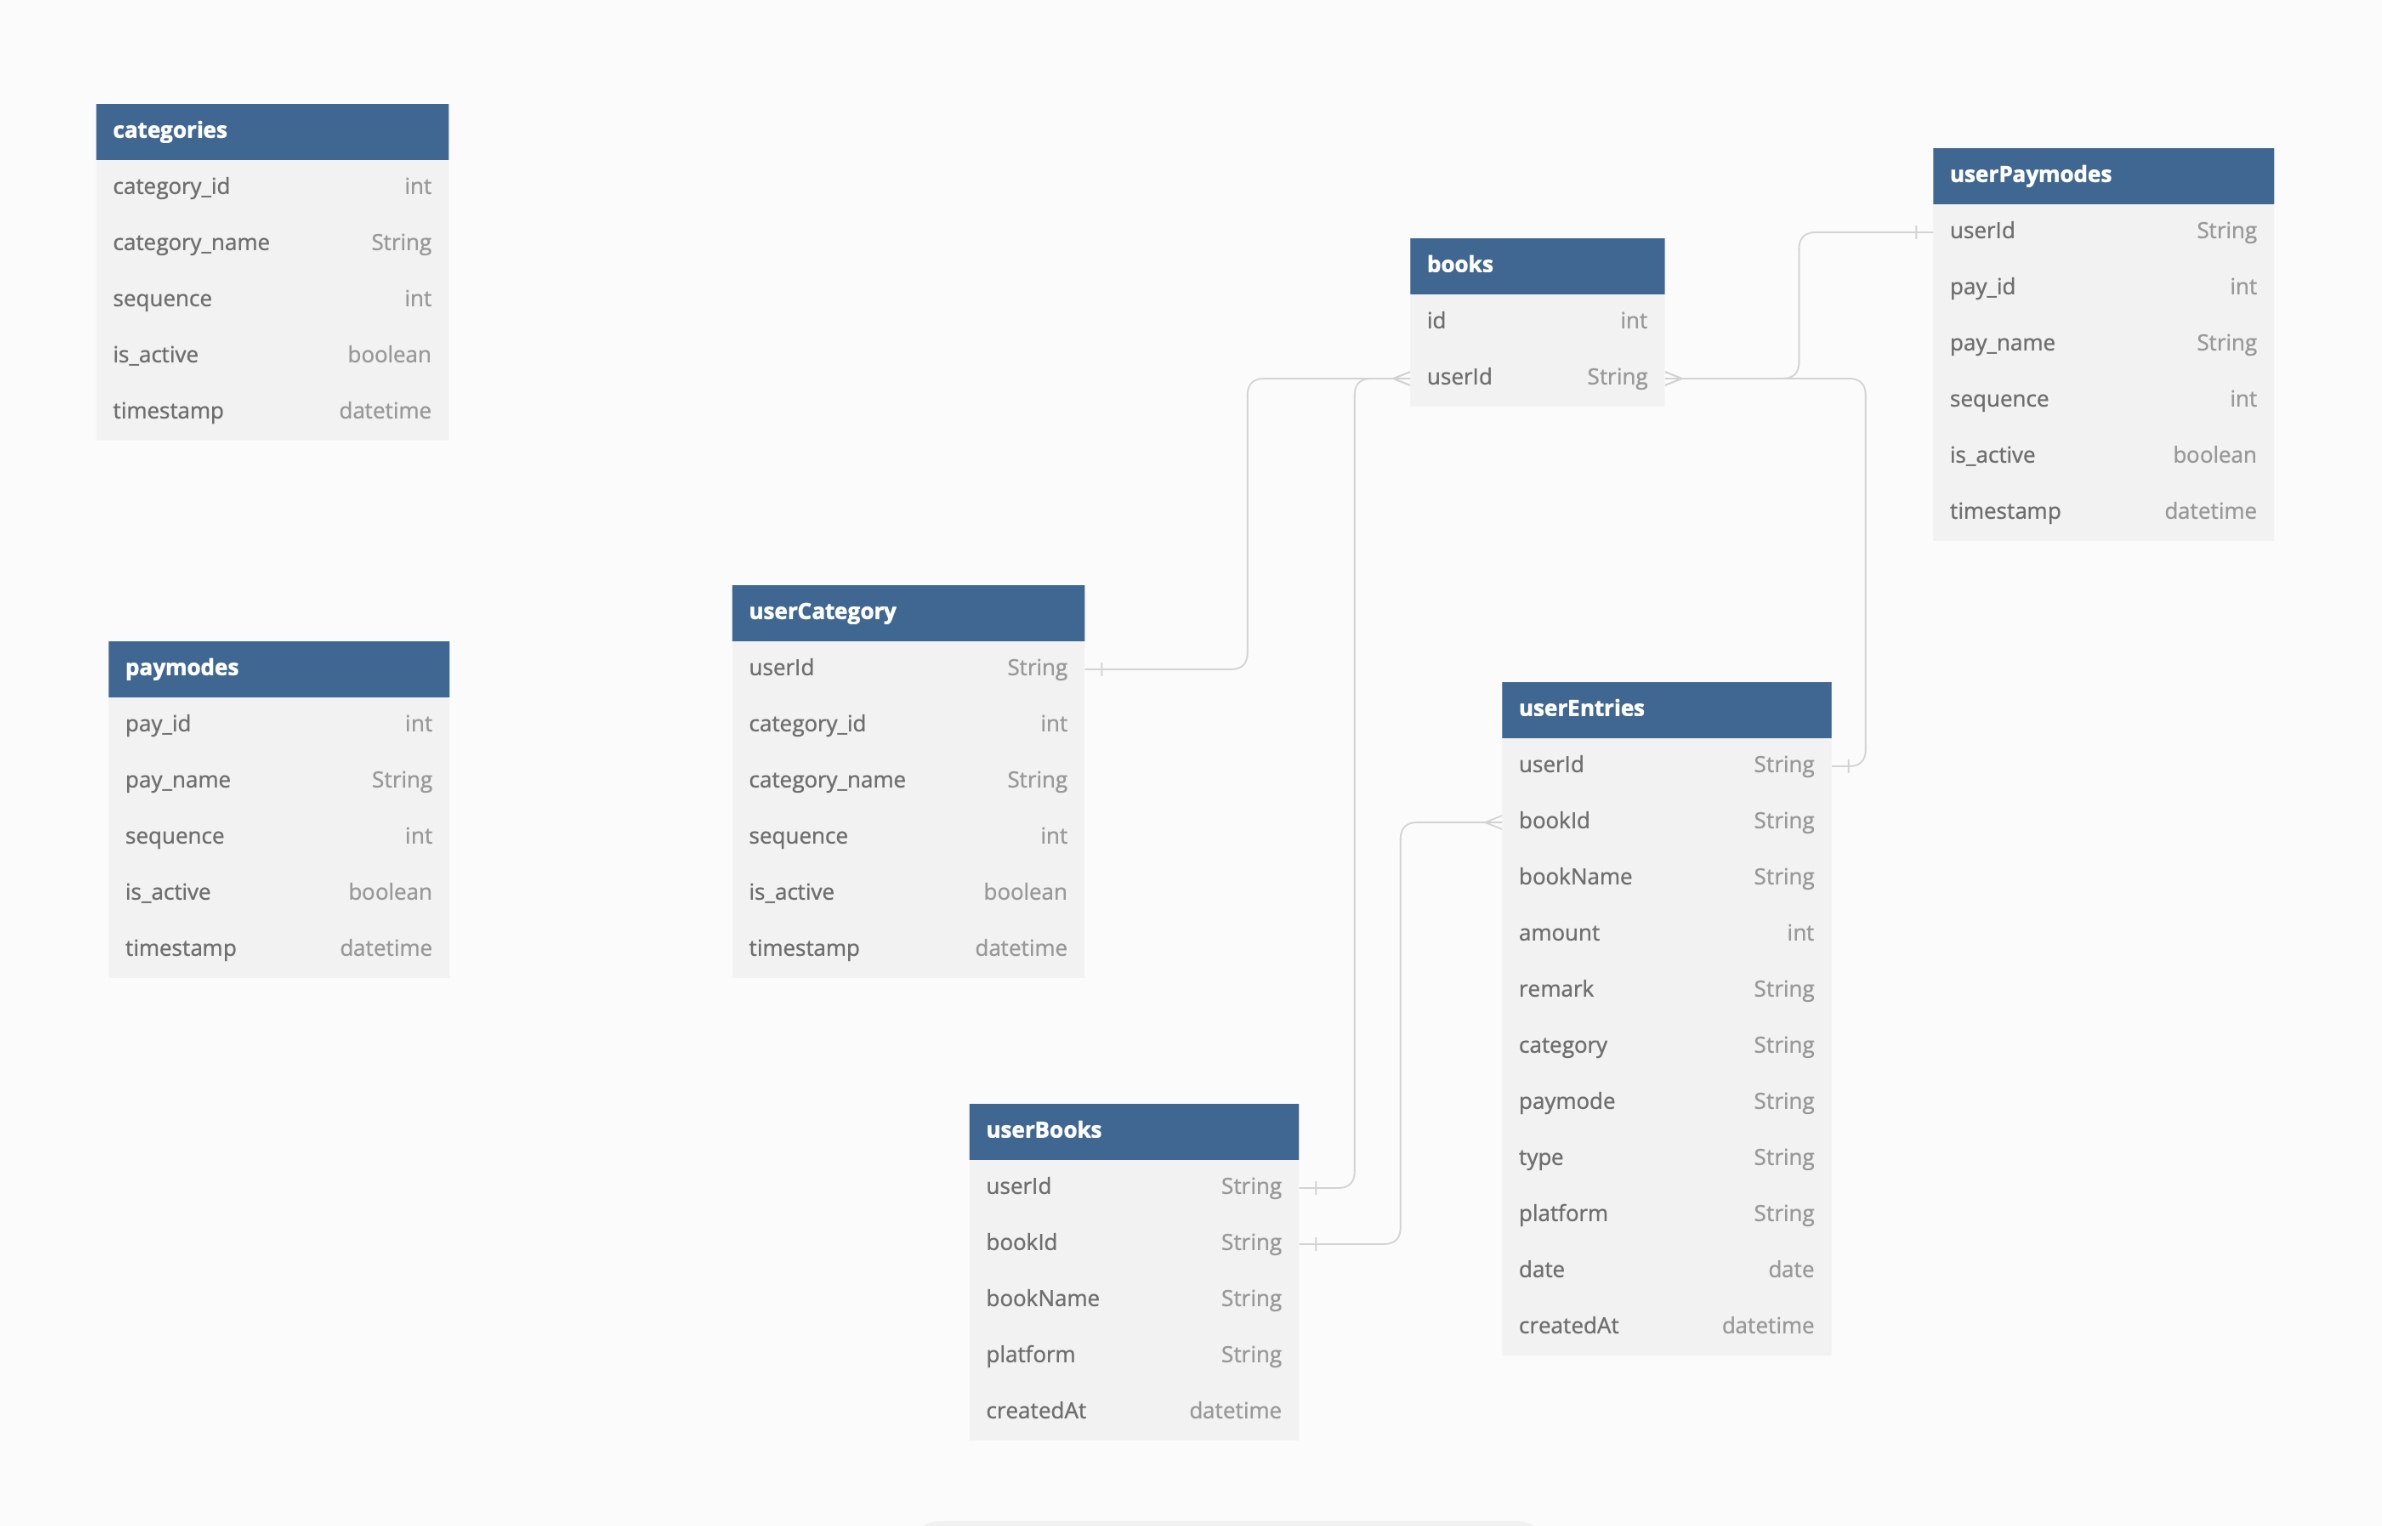 categories
category_id int
category_name String
sequence int
is_active boolean
timestamp datetime
paymodes
pay_id int
pay_name String
sequence int
is_active boolean
timestamp datetime
userCategory
userId String
category_id int
category_name String
sequence int
is_active boolean
timestamp datetime
userBooks
userId String
bookId String
bookName String
platform String
createdAt datetime
books
id int
userId String
userEntries
userId String
bookId String
bookName String
amount int
remark String
category String
paymode String
type String
platform String
date date
createdAt datetime
userPaymodes
userId String
pay_id int
pay_name String
sequence int
is_active boolean
timestamp datetime